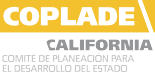 COPLADE
CALIFORNIA
COMITE DE PLANEACION PARA
EL DESARROLLO DEL ESTADO